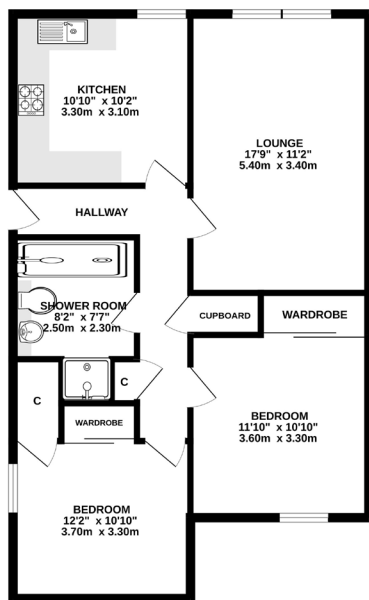 KITCHEN
10'10" x 10'2"
3.30m x 3.10m
LOUNGE
17'9" x 11'2"
5.40m x 3.40m
HALLWAY
SHOWER ROOM
8'2" x 7'7"
2.50m x 2.30m
CUPBOARD
WARDROBE
C
C
WARDROBE
BEDROOM
11'10" x 10'10"
3.60m x 3.30m
BEDROOM
12'2" x 10'10"
3.70m x 3.30m